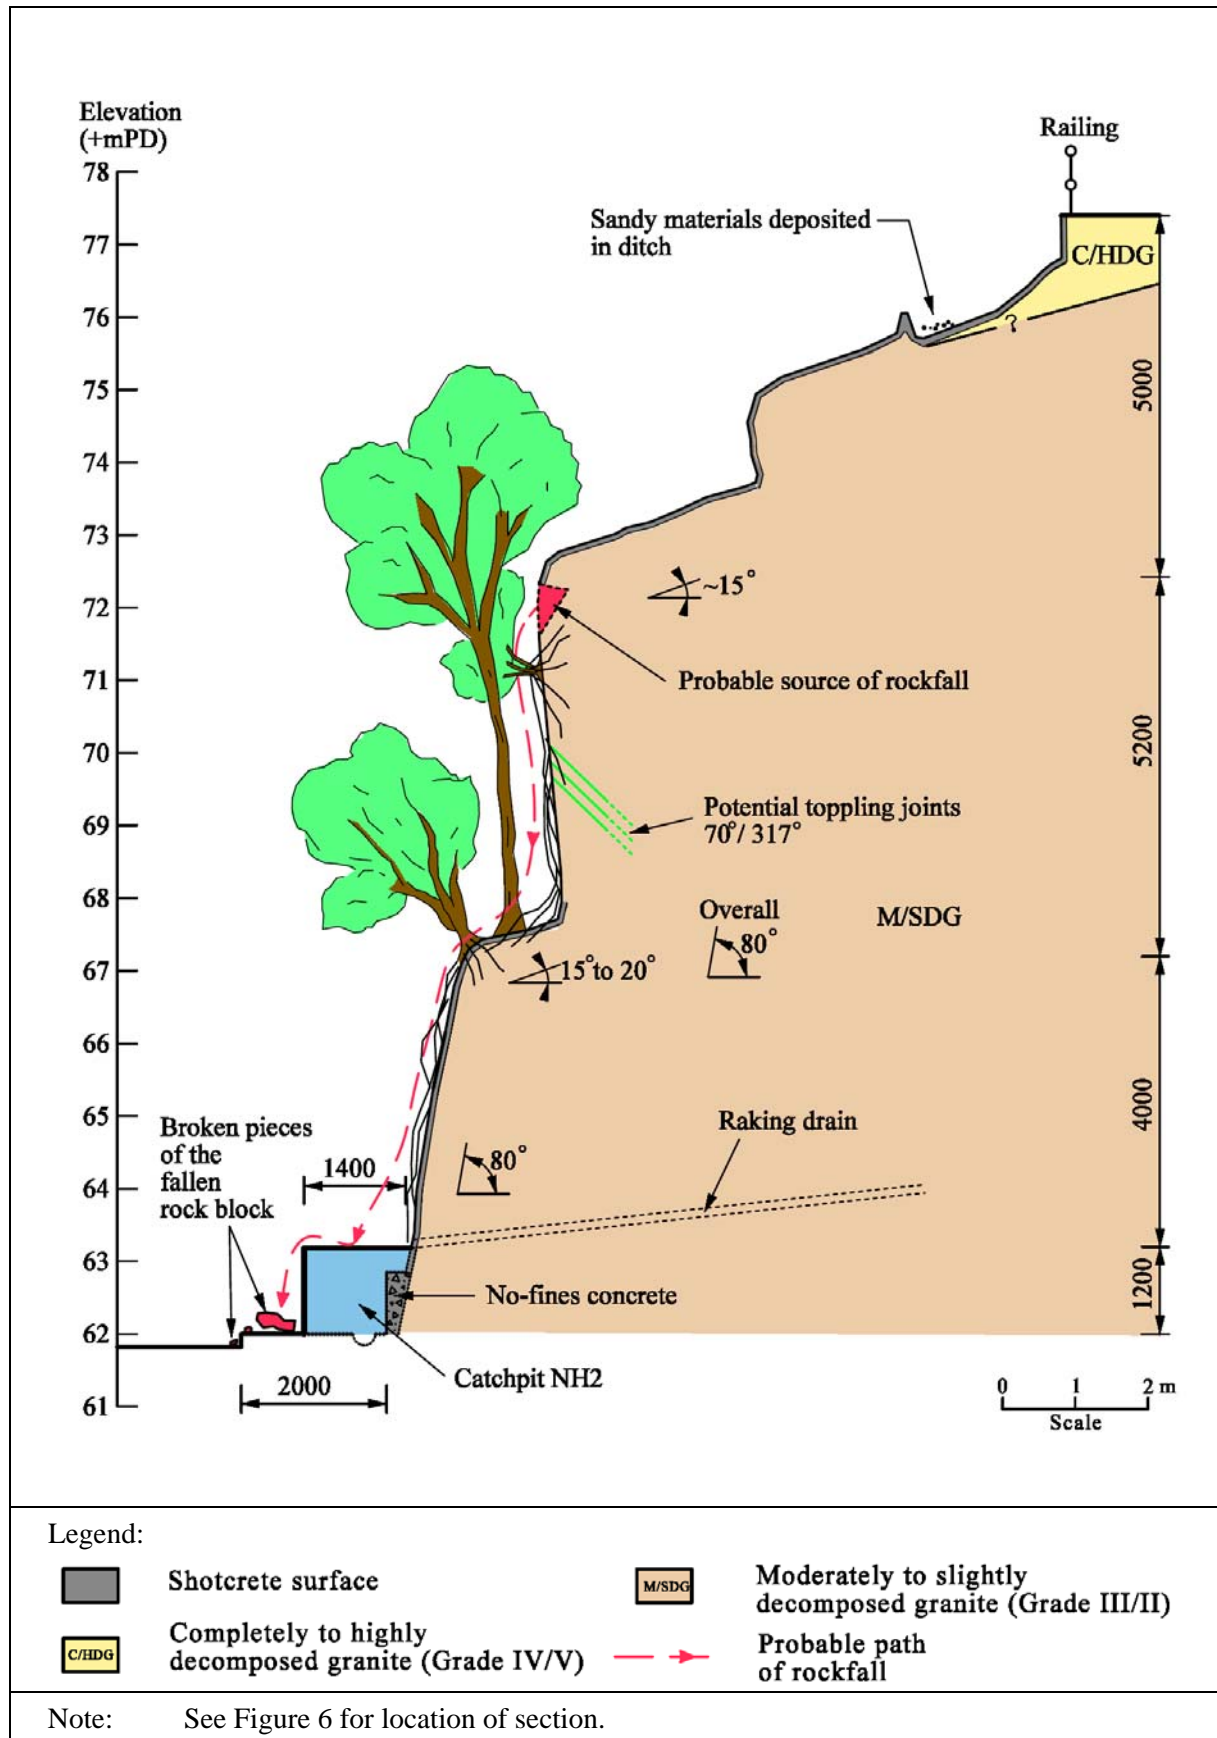 Elevation
(+mPD)
78
77
76
75
74
73
72
71
70
69
68
67
66
65
64
63
62
61
Railing
Sandy materials deposited
in ditch
C/HDG
?
5000
~15°
Probable source of rockfall
5200
Potential toppling joints
70°/ 317°
Overall
80°
M/SDG
15° to 20°
4000
Raking drain
Broken pieces
of the
fallen
rock block
1400
80°
1200
No-fines concrete
Catchpit NH2
2000
0 1 2 m
Scale
Legend:
Shotcrete surface
M/SDG
Moderately to slightly
decomposed granite (Grade III/II)
C/HDG
Completely to highly
decomposed granite (Grade IV/V)
Probable path
of rockfall
Note: See Figure 6 for location of section.